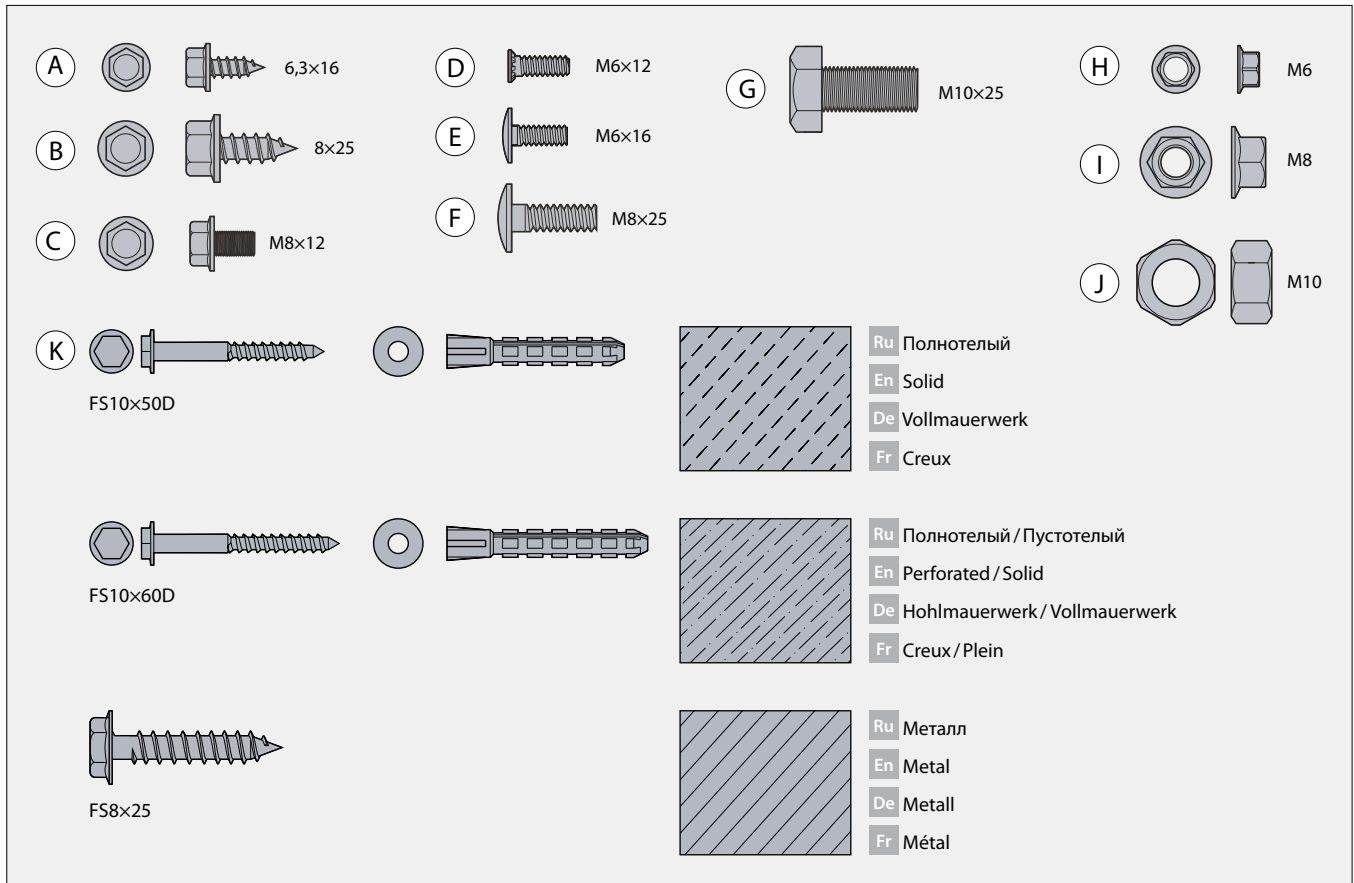 A 6,3×16
B 8×25
C M8×12
D M6×12
E M6×16
F M8×25
G M10×25
H M6
I M8
J M10
K
FS10×50D
Ru Полнотелый
En Solid
De Vollmauerwerk
Fr Creux
FS10×60D
Ru Полнотелый / Пустотелый
En Perforated / Solid
De Hohlmauerwerk / Vollmauerwerk
Fr Creux / Plein
FS8×25
Ru Металл
En Metal
De Metall
Fr Métal